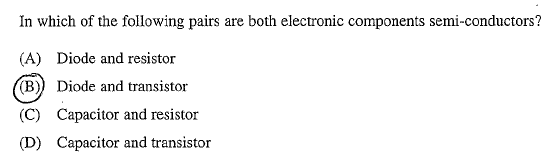 In which of the following pairs are both electronic components semi-conductors?
(A) Diode and resistor
(B) Diode and transistor
(C) Capacitor and resistor
(D) Capacitor and transistor